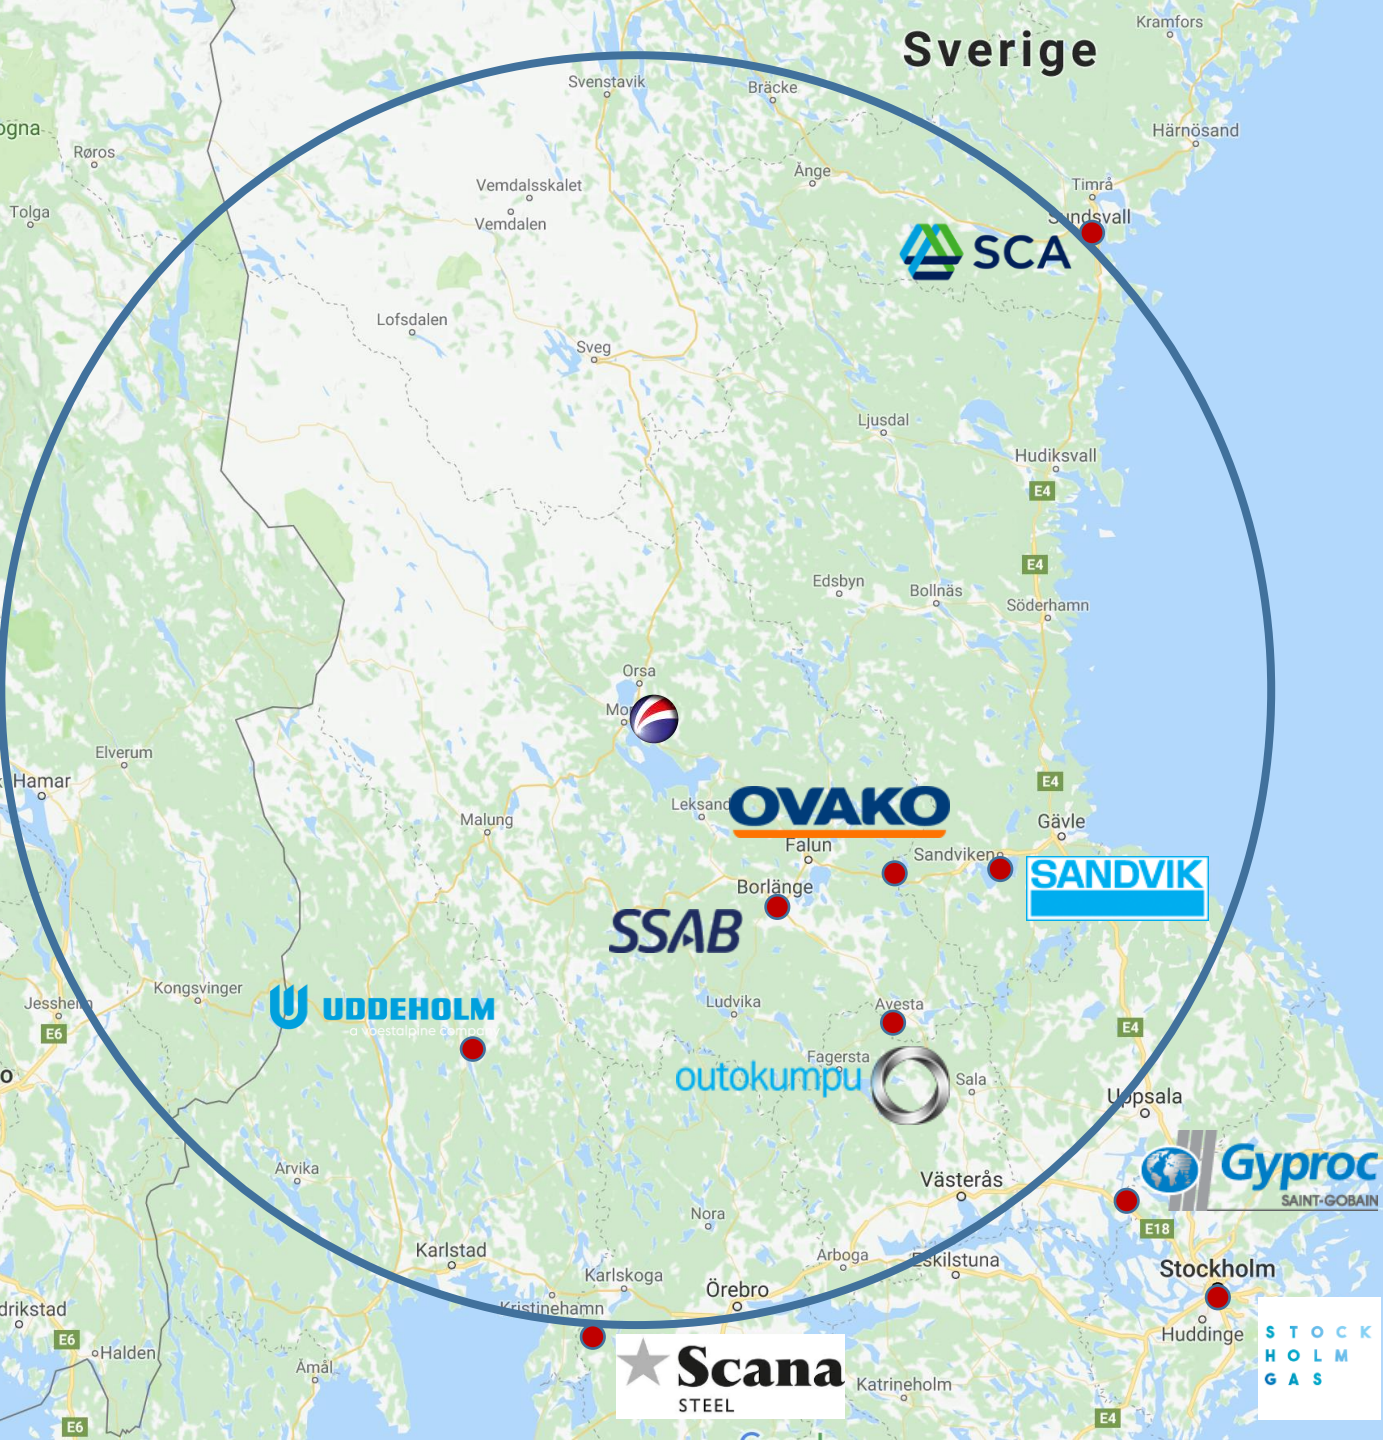 Kramfors
Sverige
Svenstavik
Bräcke
ogna
Härnösand
Røros
Ånge
Timrå
Vemdalsskalet
Tolga
Sundsvall
Vemdalen
SCA
Lofsdalen
Sveg
Ljusdal
Hudiksvall
E4
E4
Edsbyn
Bollnäs
Söderhamn
Orsa
Mo
Elverum
Hamar
E4
Leksand
OVAKO
Malung
Gävle
Falun
Sandviken
SANDVIK
Borlänge
SSAB
Kongsvinger
Jessheim
UDDEHOLM
a voestalpine company
Ludvika
Avesta
E6
E4
Fagersta
outokumpu
Sala
o
Uppsala
Gyproc
SAINT-GOBAIN
Arvika
Västerås
Nora
E18
Karlstad
Arboga
Eskilstuna
Stockholm
Karlskoga
Örebro
Kristinehamn
drikstad
Huddinge
STOCK
HOLM
GAS
E6
Halden
Åmål
Scana
STEEL
Katrineholm
E6
E4